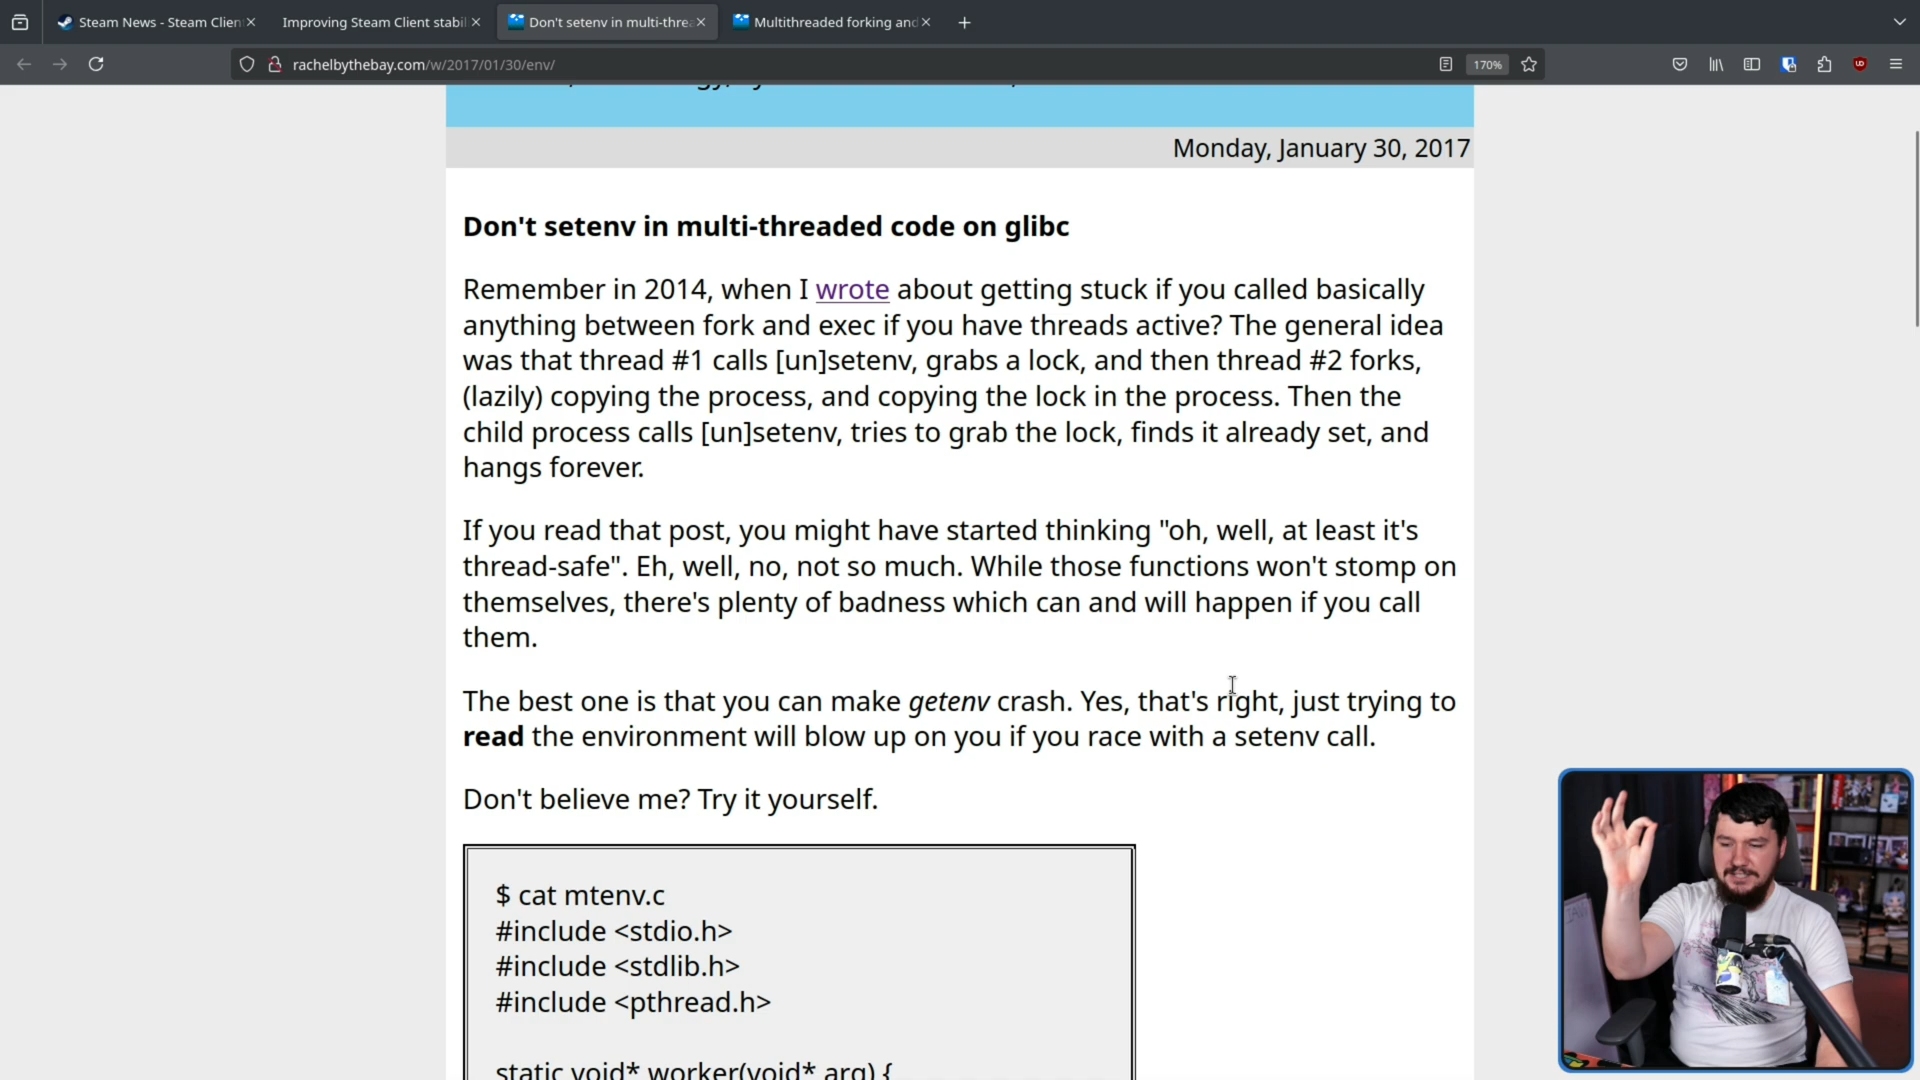 Steam News - Steam Clien
Improving Steam Client stabil
Don't setenv in multi-threa
Multithreaded forking and
rachelbythebay.com/w/2017/01/30/env/
170%
Monday, January 30, 2017
Don't setenv in multi-threaded code on glibc
Remember in 2014, when I wrote about getting stuck if you called basically
anything between fork and exec if you have threads active? The general idea
was that thread #1 calls [un]setenv, grabs a lock, and then thread #2 forks,
(lazily) copying the process, and copying the lock in the process. Then the
child process calls [un]setenv, tries to grab the lock, finds it already set, and
hangs forever.
If you read that post, you might have started thinking "oh, well, at least it's
thread-safe". Eh, well, no, not so much. While those functions won't stomp on
themselves, there's plenty of badness which can and will happen if you call
them.
The best one is that you can make getenv crash. Yes, that's right, just trying to
read the environment will blow up on you if you race with a setenv call.
Don't believe me? Try it yourself.
$ cat mtenv.c
#include <stdio.h>
#include <stdlib.h>
#include <pthread.h>
static void* worker(void* arg) {